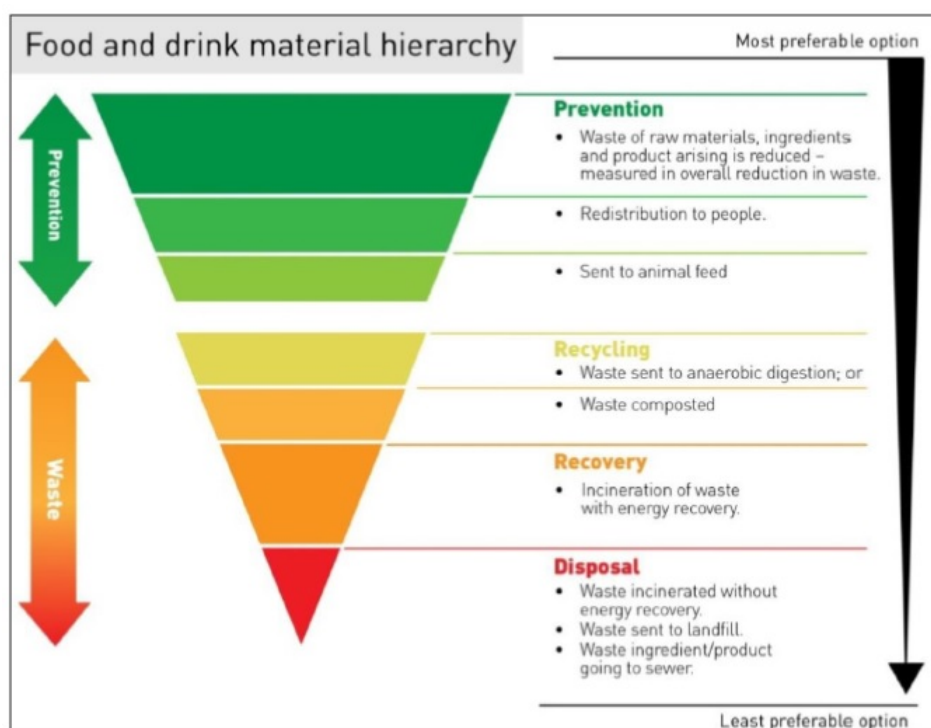 Food and drink material hierarchy
Most preferable option
Prevention
Prevention
• Waste of raw materials, ingredients
and product arising is reduced –
measured in overall reduction in waste.
• Redistribution to people.
• Sent to animal feed
Waste
Recycling
• Waste sent to anaerobic digestion; or
• Waste composted
Recovery
• Incineration of waste
with energy recovery.
Disposal
• Waste incinerated without
energy recovery.
• Waste sent to landfill.
• Waste ingredient/product
going to sewer.
Least preferable option